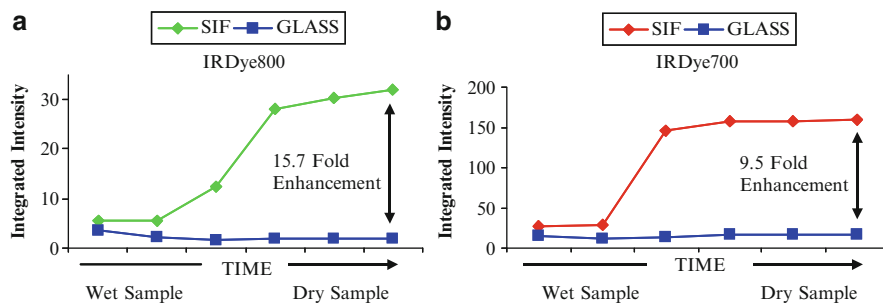 a
SIF GLASS
IRDye800
Integrated Intensity
30
20
10
0
15.7 Fold
Enhancement
TIME
Wet Sample Dry Sample
b
SIF GLASS
IRDye700
Integrated Intensity
200
150
100
50
0
9.5 Fold
Enhancement
TIME
Wet Sample Dry Sample